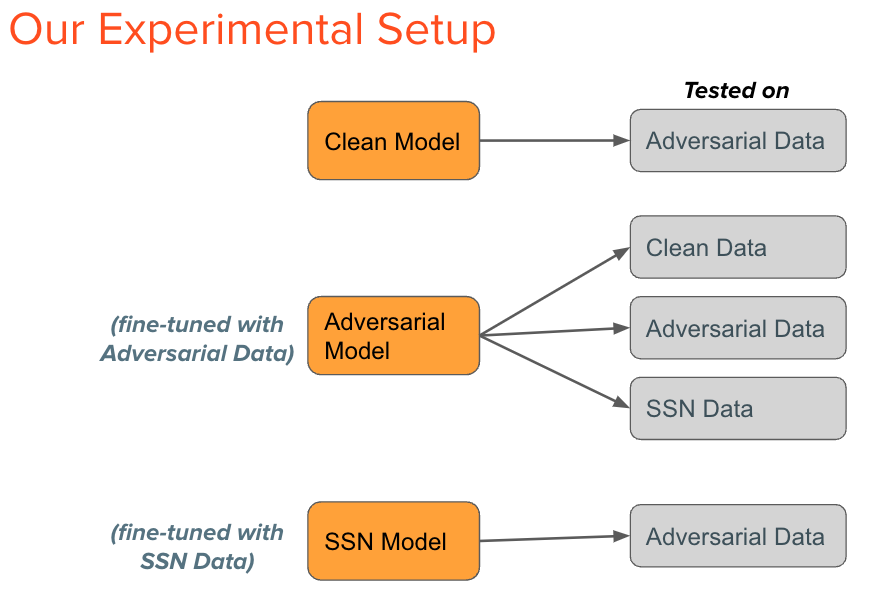 Our Experimental Setup
Tested on
Clean Model
Adversarial Data
Clean Data
(fine-tuned with
Adversarial Data)
Adversarial
Model
Adversarial Data
SSN Data
(fine-tuned with
SSN Data)
SSN Model
Adversarial Data